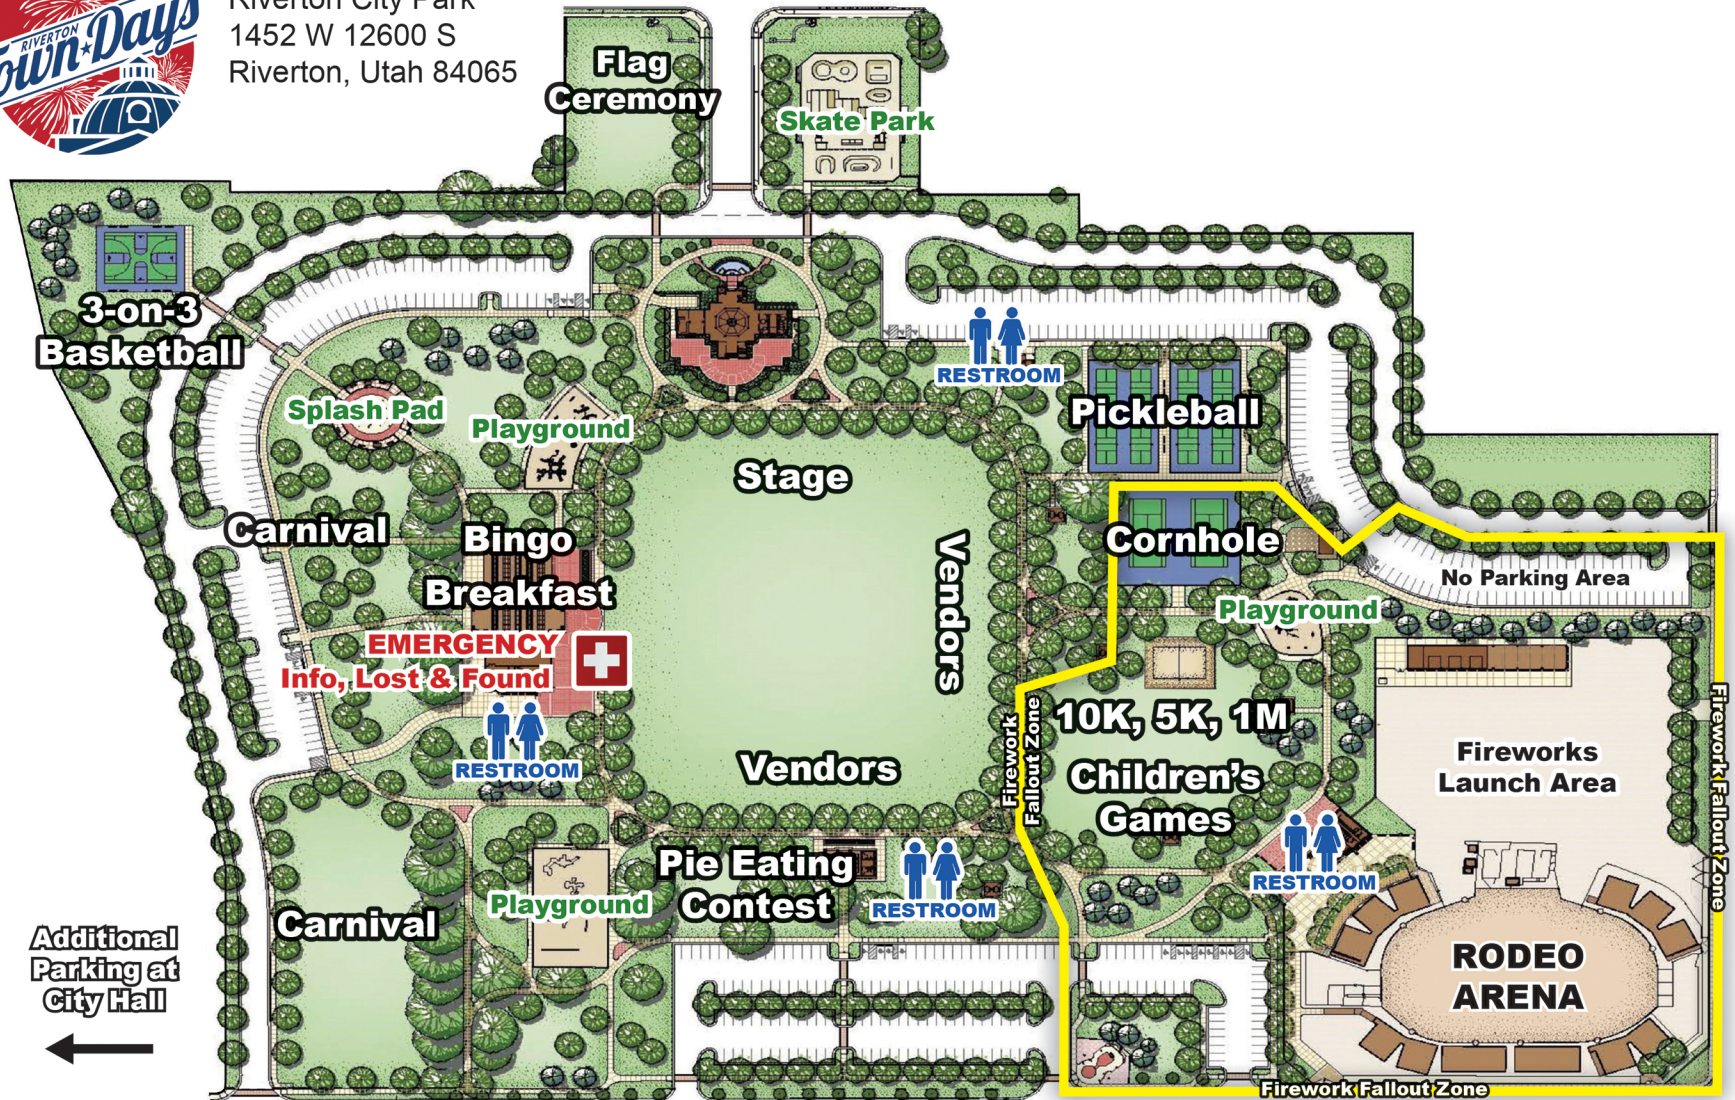 RIVERTON
Town★Days
Riverton City Park
1452 W 12600 S
Riverton, Utah 84065
Flag
Ceremony
Skate Park
3-on-3
Basketball
Splash Pad
Playground
RESTROOM
Pickleball
Stage
Carnival
Bingo
Breakfast
Vendors
Cornhole
No Parking Area
Playground
EMERGENCY
Info, Lost & Found
RESTROOM
Vendors
Firework
Fallout Zone
10K, 5K, 1M
Children's
Games
Fireworks
Launch Area
Firework Fallout Zone
Pie Eating
Contest
RESTROOM
RESTROOM
Playground
Carnival
Additional
Parking at
City Hall
RODEO
ARENA
Firework Fallout Zone